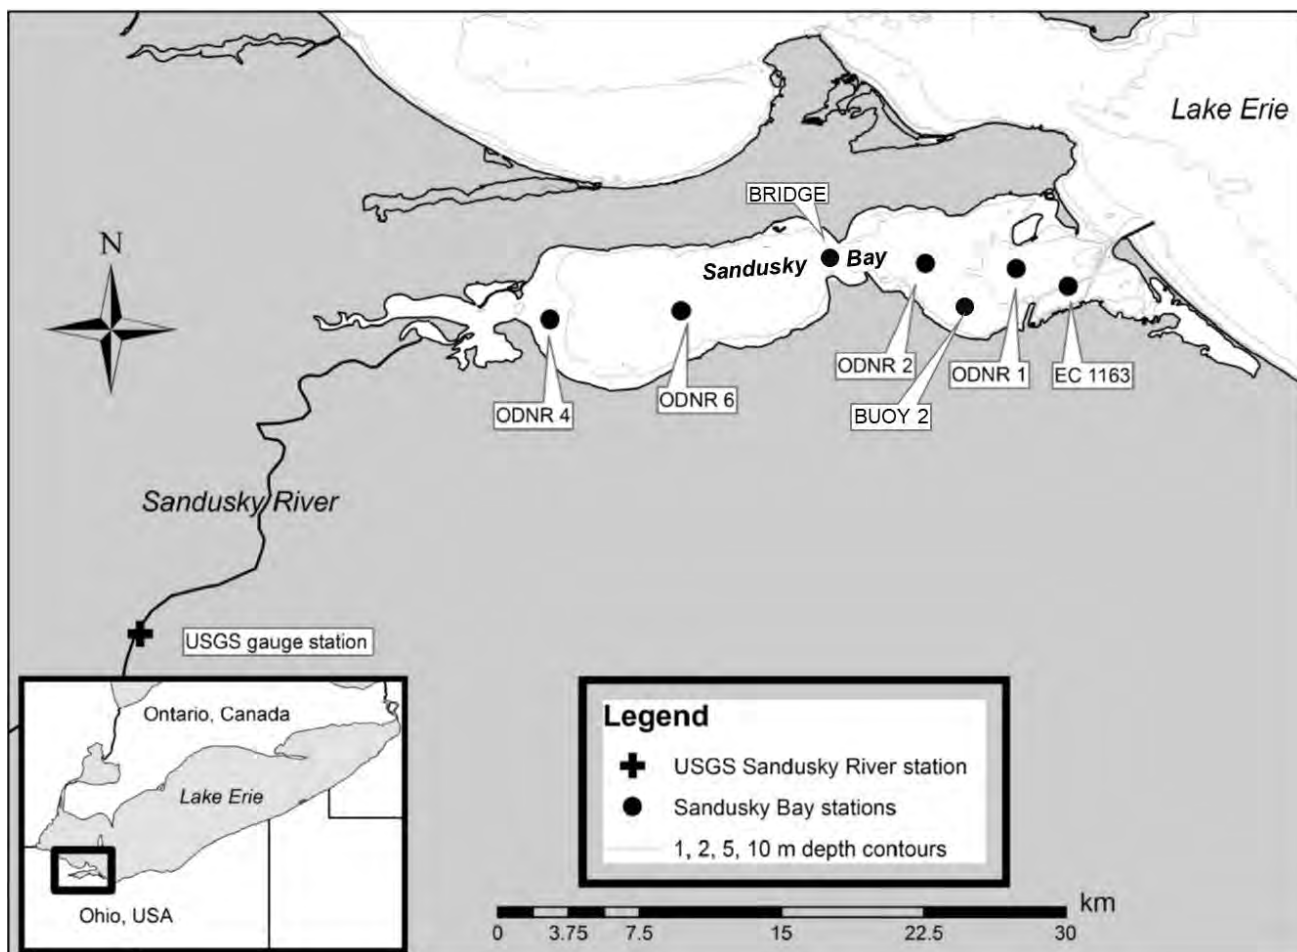 Lake Erie
BRIDGE
N
Sandusky Bay
ODNR 2
ODNR 1
EC 1163
ODNR 4
ODNR 6
BUOY 2
Sandusky River
USGS gauge station
Ontario, Canada
Lake Erie
Ohio, USA
Legend
USGS Sandusky River station
Sandusky Bay stations
1, 2, 5, 10 m depth contours
km
0 3.75 7.5 15 22.5 30